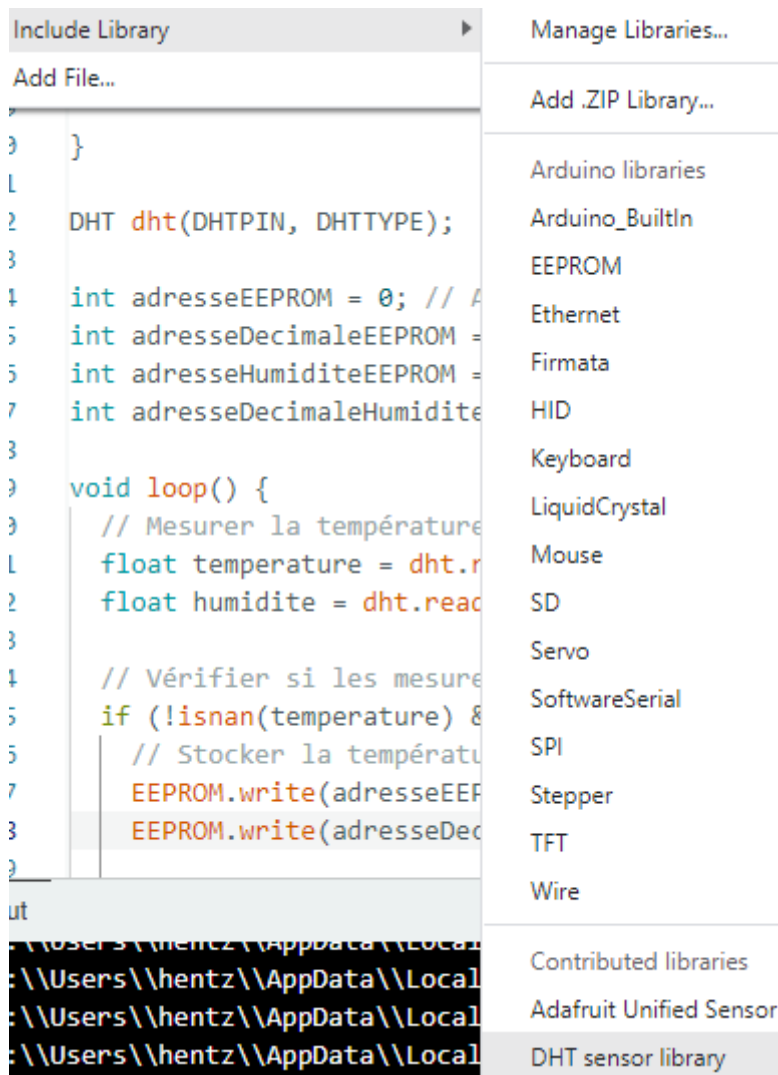 Include Library
Add File...
}
DHT dht(DHTPIN, DHTTYPE);
int adresseEEPROM = 0; //
int adresseDecimaleEEPROM =
int adresseHumiditeEEPROM =
int adresseDecimaleHumidite
void loop() {
// Mesurer la température
float temperature = dht.r
float humidite = dht.read
// Vérifier si les mesure
if (!isnan(temperature) &
// Stocker la températu
EEPROM.write(adresseEEP
EEPROM.write(adresseDec
ut
:\\Users\\hentz\\AppData\\Local
:\\Users\\hentz\\AppData\\Local
:\\Users\\hentz\\AppData\\Local
:\\Users\\hentz\\AppData\\Local
Manage Libraries...
Add .ZIP Library...
Arduino libraries
Arduino_BuiltIn
EEPROM
Ethernet
Firmata
HID
Keyboard
LiquidCrystal
Mouse
SD
Servo
SoftwareSerial
SPI
Stepper
TFT
Wire
Contributed libraries
Adafruit Unified Sensor
DHT sensor library